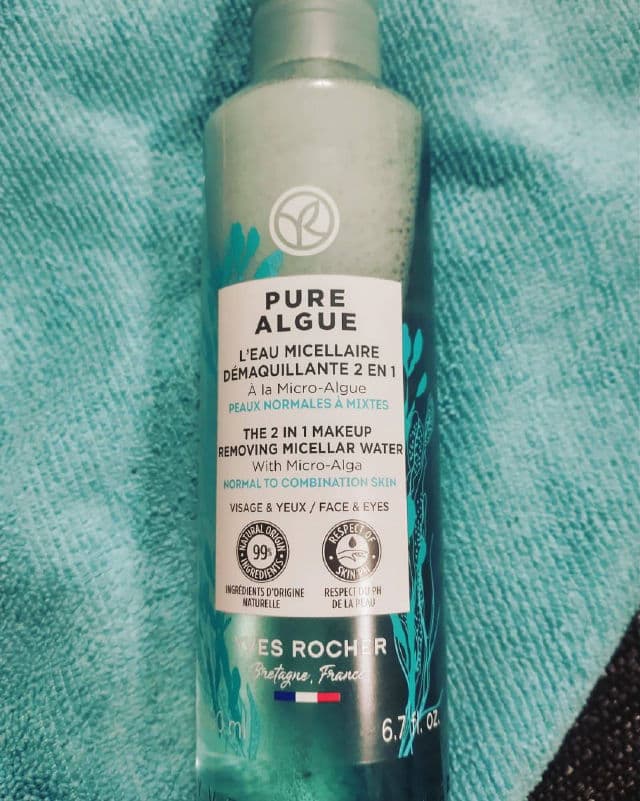 PURE
ALGUE
L'EAU MICELLAIRE
DÉMAQUILLANTE 2 EN 1
À la Micro-Algue
PEAUX NORMALES À MIXTES
THE 2 IN 1 MAKEUP
REMOVING MICELLAR WATER
With Micro-Alga
NORMAL TO COMBINATION SKIN
VISAGE & YEUX / FACE & EYES
NATURAL ORIGIN
99%
INGREDIENTS
RESPECT OF
SKIN PH
INGRÉDIENTS D'ORIGINE
NATURELLE
RESPECT DU PH
DE LA PEAU
YVES ROCHER
Bretagne, France
ml
6,7 fl. oz.